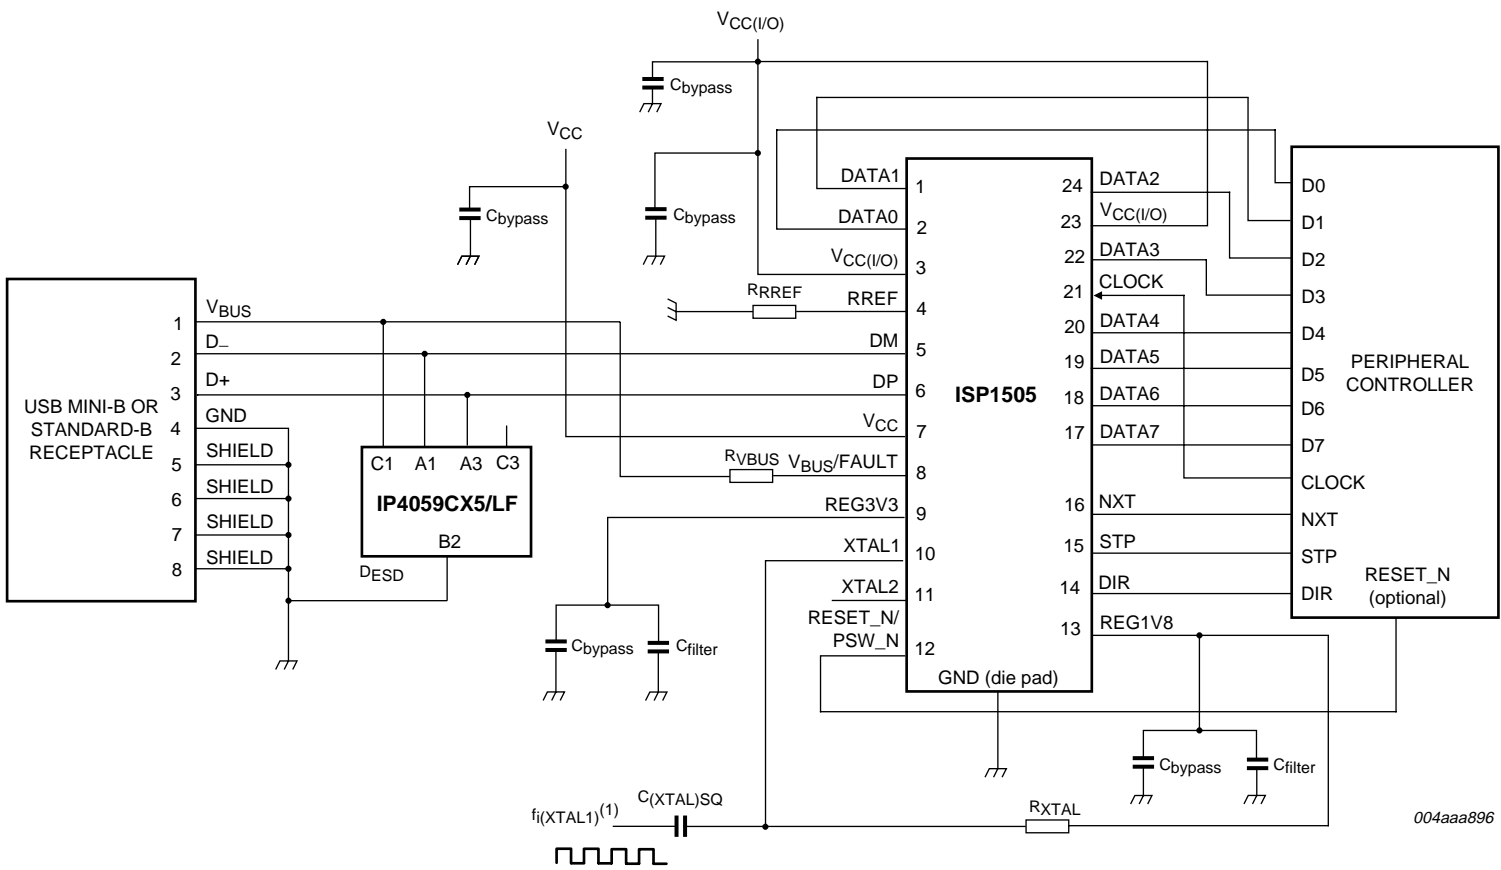 VCC(I/O)
Cbypass
VCC
Cbypass
Cbypass
USB MINI-B OR
STANDARD-B
RECEPTACLE
1 VBUS
2 D−
3 D+
4 GND
5 SHIELD
6 SHIELD
7 SHIELD
8 SHIELD
C1 A1 A3 C3
IP4059CX5/LF
B2
DESD
DATA1 1
DATA0 2
VCC(I/O) 3
RRREF RREF 4
DM 5
DP 6
VCC 7
RVBUS VBUS/FAULT 8
REG3V3 9
XTAL1 10
XTAL2 11
RESET_N/
PSW_N 12
Cbypass Cfilter
ISP1505
GND (die pad)
24 DATA2
23 VCC(I/O)
22 DATA3
21 CLOCK
20 DATA4
19 DATA5
18 DATA6
17 DATA7
16 NXT
15 STP
14 DIR
13 REG1V8
D0
D1
D2
D3
D4
D5
D6
D7
CLOCK
NXT
STP
DIR
PERIPHERAL
CONTROLLER
RESET_N
(optional)
Cbypass Cfilter
fi(XTAL1)(1)
C(XTAL)SQ
RXTAL
004aaa896